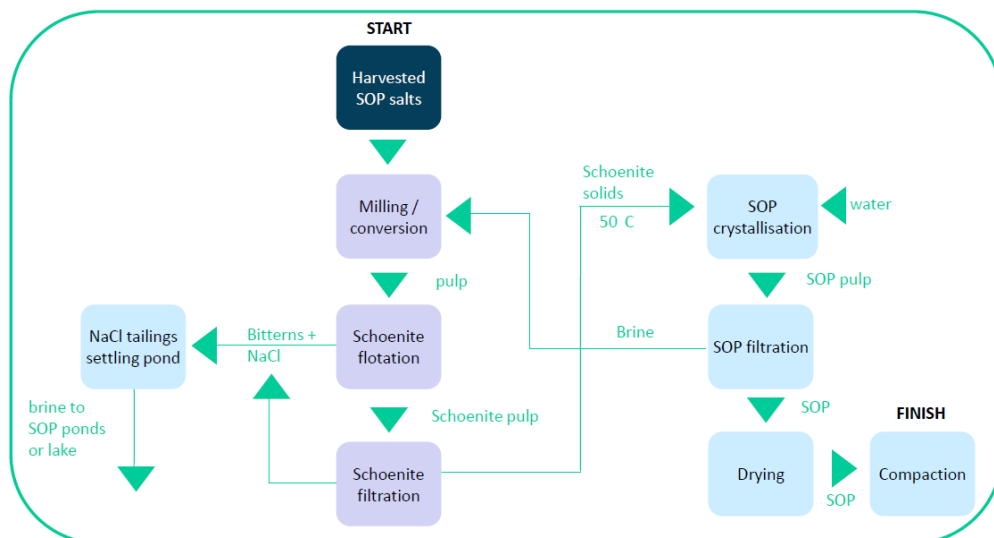 START
Harvested
SOP salts
Milling /
conversion
pulp
Schoenite
flotation
Bitterns +
NaCl
NaCl tailings
settling pond
brine to
SOP ponds
or lake
Schoenite pulp
Schoenite
filtration
Schoenite
solids
50 C
SOP
crystallisation
water
SOP pulp
SOP filtration
Brine
SOP
Drying
SOP
FINISH
Compaction